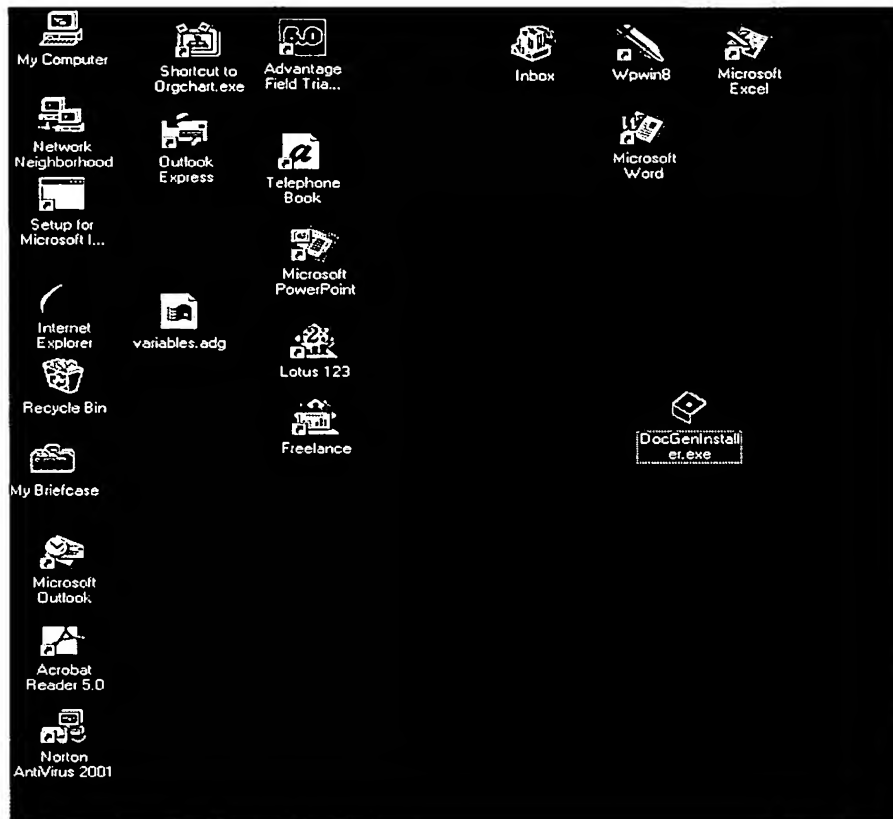 My Computer
Shortcut to
Orgchart.exe
5.0
Advantage
Field Tria...
Inbox
Wpwin8
Microsoft
Excel
Network
Neighborhood
Outlook
Express
Telephone
Book
Microsoft
Word
Setup for
Microsoft I...
Microsoft
PowerPoint
Internet
Explorer
variables.adg
Lotus 123
Recycle Bin
Freelance
DocGenInstall
er.exe
My Briefcase
Microsoft
Outlook
Acrobat
Reader 5.0
Norton
AntiVirus 2001